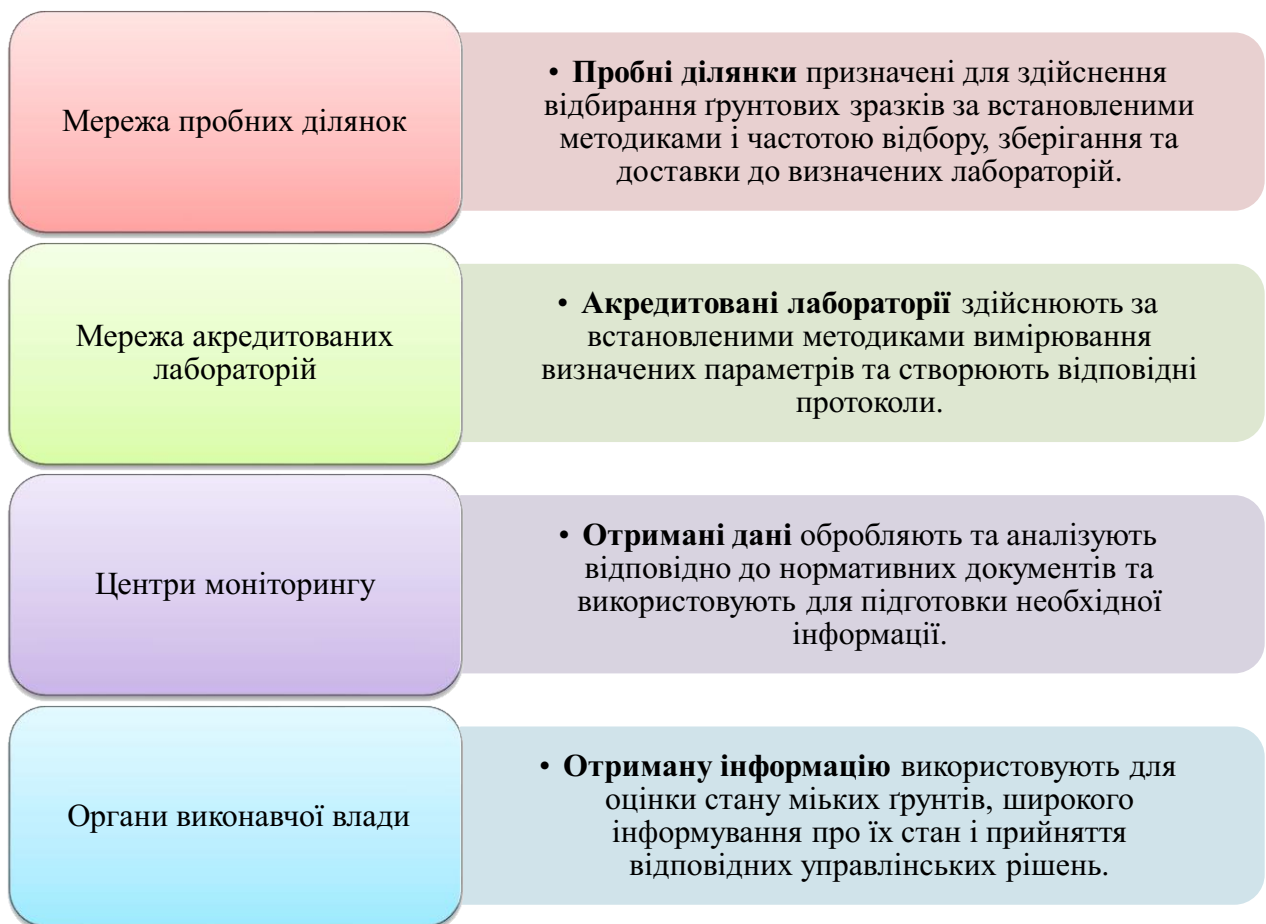 Мережа пробних ділянок
• Пробні ділянки призначені для здійснення
відбирання ґрунтових зразків за встановленими
методиками і частотою відбору, зберігання та
доставки до визначених лабораторій.
Мережа акредитованих
лабораторій
• Акредитовані лабораторії здійснюють за
встановленими методиками вимірювання
визначених параметрів та створюють відповідні
протоколи.
Центри моніторингу
• Отримані дані обробляють та аналізують
відповідно до нормативних документів та
використовують для підготовки необхідної
інформації.
Органи виконавчої влади
• Отриману інформацію використовують для
оцінки стану міьких ґрунтів, широкого
інформування про їх стан і прийняття
відповідних управлінських рішень.